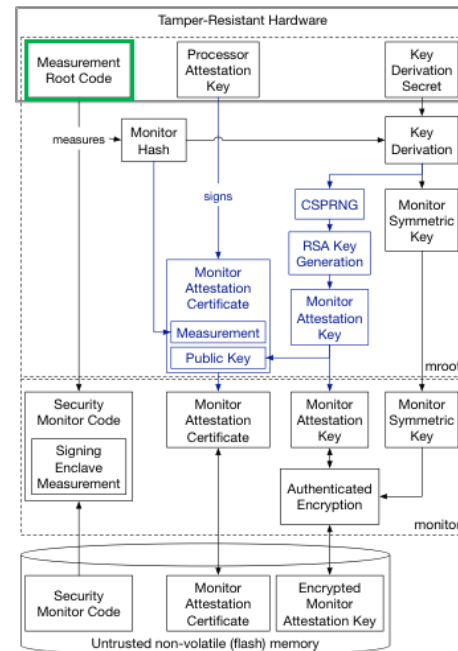 Tamper-Resistant Hardware
Measurement
Root Code
Processor
Attestation
Key
Key
Derivation
Secret
measures
Monitor
Hash
Key
Derivation
signs
CSPRNG
Monitor
Symmetric
Key
RSA Key
Generation
Monitor
Attestation
Certificate
Measurement
Public Key
Monitor
Attestation
Key
mroot
Security
Monitor Code
Signing
Enclave
Measurement
Monitor
Attestation
Certificate
Monitor
Attestation
Key
Monitor
Symmetric Key
Authenticated
Encryption
monitor
Security
Monitor Code
Monitor
Attestation
Certificate
Encrypted
Monitor
Attestation Key
Untrusted non-volatile (flash) memory